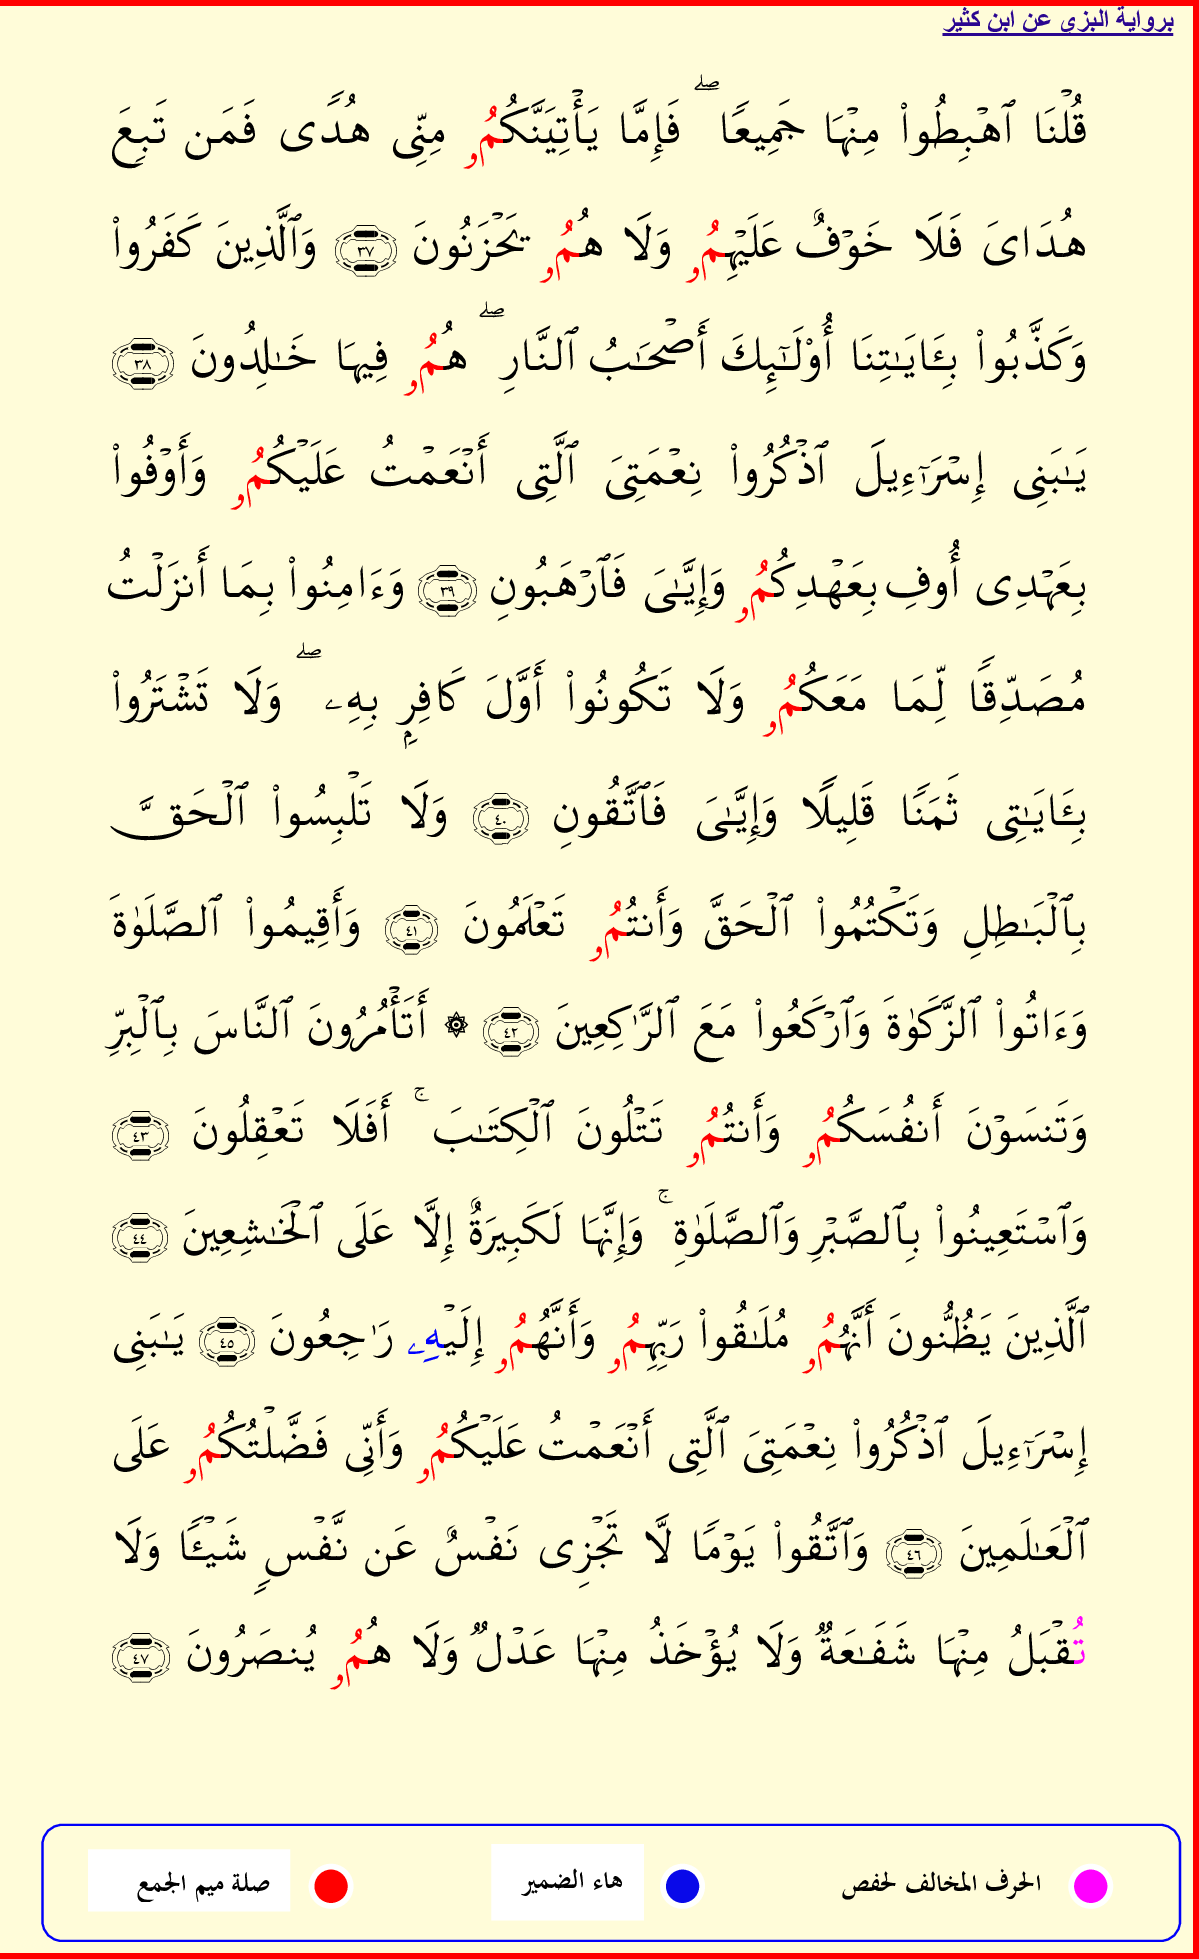 برواية البزي عن ابن كثير
قُلۡنَا ٱهۡبِطُواْ مِنۡهَا جَمِيعٗاۖ فَإِمَّا يَأۡتِيَنَّكُمُۥ مِنِّي هُدٗى فَمَن تَبِعَ
هُدَايَ فَلَا خَوۡفٌ عَلَيۡهِمُۥ وَلَا هُمُۥ يَحۡزَنُونَ ٣٧ وَٱلَّذِينَ كَفَرُواْ
وَكَذَّبُواْ بِـَٔايَٰتِنَا أُوْلَٰٓئِكَ أَصۡحَٰبُ ٱلنَّارِۖ هُمُۥ فِيهَا خَٰلِدُونَ ٣٨
يَٰبَنِي إِسۡرَٰٓءِيلَ ٱذۡكُرُواْ نِعۡمَتِيَ ٱلَّتِي أَنۡعَمۡتُ عَلَيۡكُمُۥ وَأَوۡفُواْ
بِعَهۡدِي أُوفِ بِعَهۡدِكُمُۥ وَإِيَّٰيَ فَٱرۡهَبُونِ ٣٩ وَءَامِنُواْ بِمَا أَنزَلۡتُ
مُصَدِّقٗا لِّمَا مَعَكُمُۥ وَلَا تَكُونُواْ أَوَّلَ كَافِرِۭ بِهِۦۖ وَلَا تَشۡتَرُواْ
بِـَٔايَٰتِي ثَمَنٗا قَلِيلٗا وَإِيَّٰيَ فَٱتَّقُونِ ٤٠ وَلَا تَلۡبِسُواْ ٱلۡحَقَّ
بِٱلۡبَٰطِلِ وَتَكۡتُمُواْ ٱلۡحَقَّ وَأَنتُمُۥ تَعۡلَمُونَ ٤١ وَأَقِيمُواْ ٱلصَّلَوٰةَ
وَءَاتُواْ ٱلزَّكَوٰةَ وَٱرۡكَعُواْ مَعَ ٱلرَّٰكِعِينَ ٤٢ ۞ أَتَأۡمُرُونَ ٱلنَّاسَ بِٱلۡبِرِّ
وَتَنسَوۡنَ أَنفُسَكُمُۥ وَأَنتُمُۥ تَتۡلُونَ ٱلۡكِتَٰبَۚ أَفَلَا تَعۡقِلُونَ ٤٣
وَٱسۡتَعِينُواْ بِٱلصَّبۡرِ وَٱلصَّلَوٰةِۚ وَإِنَّهَا لَكَبِيرَةٌ إِلَّا عَلَى ٱلۡخَٰشِعِينَ ٤٤
ٱلَّذِينَ يَظُنُّونَ أَنَّهُمُۥ مُلَٰقُواْ رَبِّهِمُۥ وَأَنَّهُمُۥ إِلَيۡهِۦ رَٰجِعُونَ ٤٥ يَٰبَنِي
إِسۡرَٰٓءِيلَ ٱذۡكُرُواْ نِعۡمَتِيَ ٱلَّتِي أَنۡعَمۡتُ عَلَيۡكُمُۥ وَأَنِّي فَضَّلۡتُكُمُۥ عَلَى
ٱلۡعَٰلَمِينَ ٤٦ وَٱتَّقُواْ يَوۡمٗا لَّا تَجۡزِي نَفۡسٌ عَن نَّفۡسٖ شَيۡـٔٗا وَلَا
تُقۡبَلُ مِنۡهَا شَفَٰعَةٞ وَلَا يُؤۡخَذُ مِنۡهَا عَدۡلٞ وَلَا هُمُۥ يُنصَرُونَ ٤٧
الحرف المخالف لحفص
هاء الضمير
صلة ميم الجمع